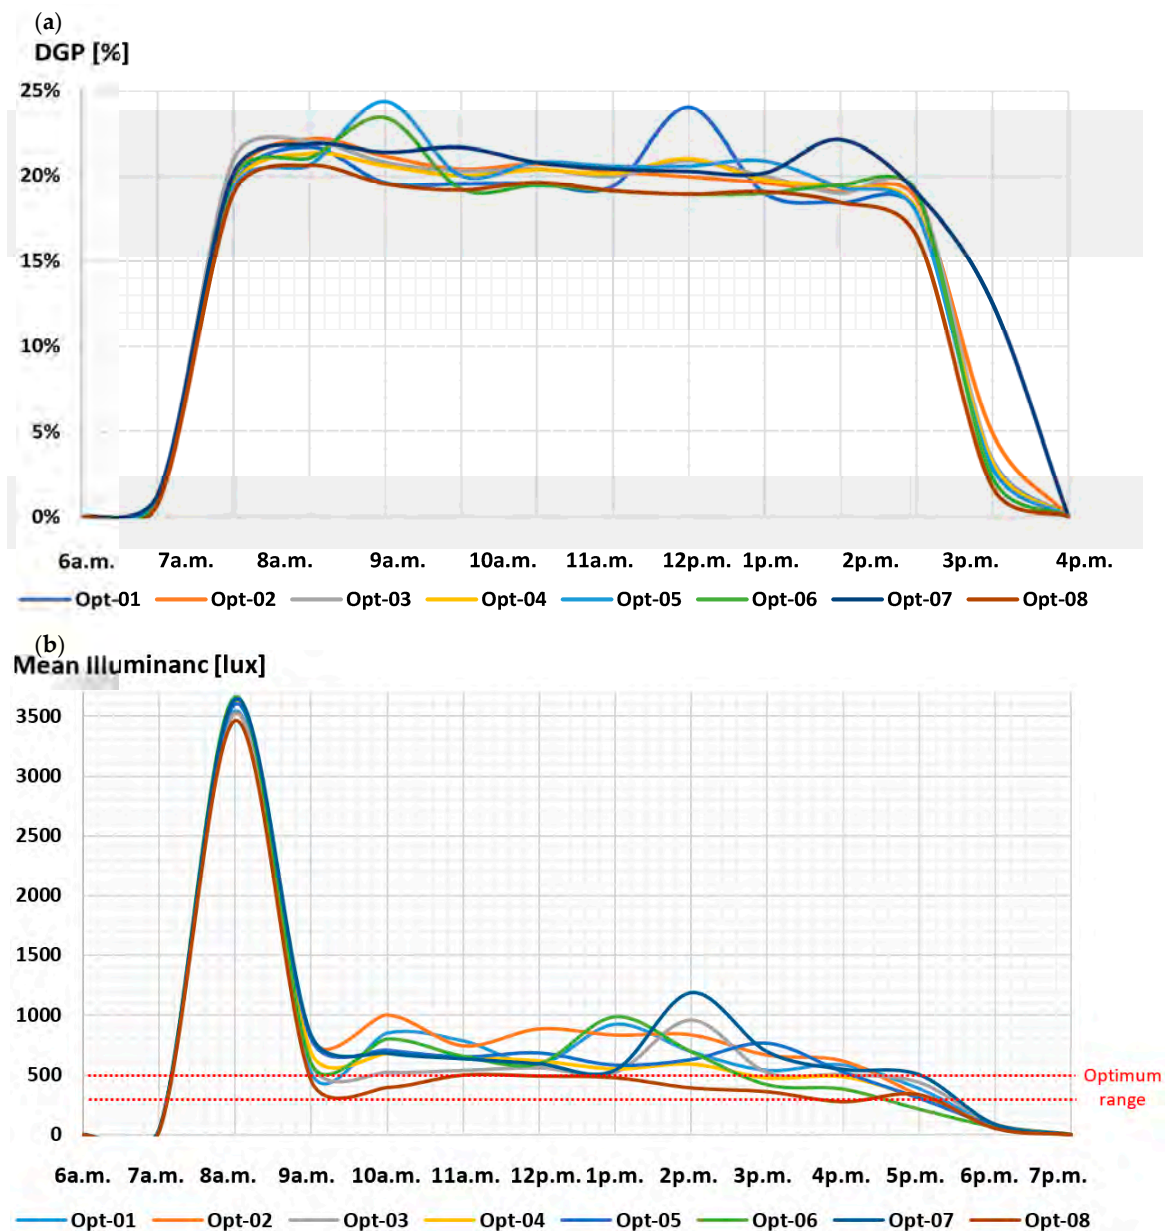 (a)
DGP [%]
25%
20%
15%
10%
5%
0%
6a.m. 7a.m. 8a.m. 9a.m. 10a.m. 11a.m. 12p.m. 1p.m. 2p.m. 3p.m. 4p.m.
Opt-01 Opt-02 Opt-03 Opt-04 Opt-05 Opt-06 Opt-07 Opt-08
(b)
Mean Illuminanc [lux]
3500
3000
2500
2000
1500
1000
500
0
Optimum
range
6a.m. 7a.m. 8a.m. 9a.m. 10a.m. 11a.m. 12p.m. 1p.m. 2p.m. 3p.m. 4p.m. 5p.m. 6p.m. 7p.m.
Opt-01 Opt-02 Opt-03 Opt-04 Opt-05 Opt-06 Opt-07 Opt-08